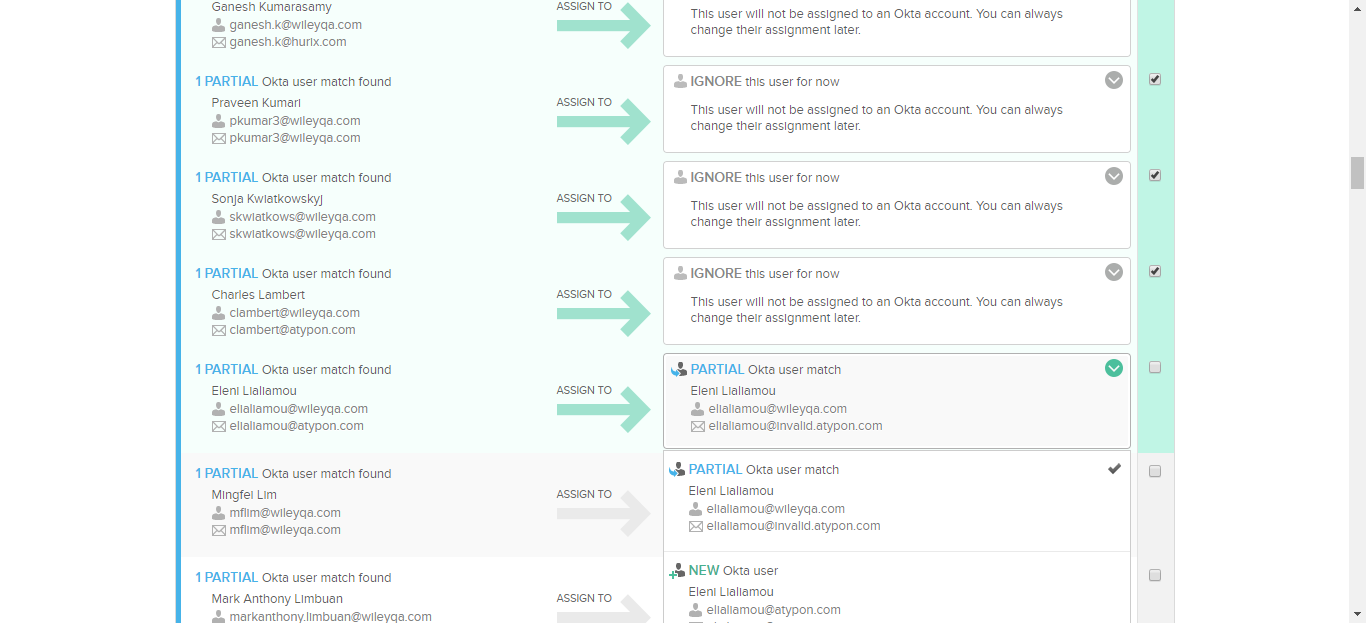 Ganesh Kumarasamy
ganesh.k@wileyqa.com
ganesh.k@hurix.com
ASSIGN TO
This user will not be assigned to an Okta account. You can always
change their assignment later.
1 PARTIAL Okta user match found
Praveen Kumari
pkumar3@wileyqa.com
pkumar3@wileyqa.com
ASSIGN TO
IGNORE this user for now
This user will not be assigned to an Okta account. You can always
change their assignment later.
1 PARTIAL Okta user match found
Sonja Kwiatkowskyj
skwiatkows@wileyqa.com
skwiatkows@wileyqa.com
ASSIGN TO
IGNORE this user for now
This user will not be assigned to an Okta account. You can always
change their assignment later.
1 PARTIAL Okta user match found
Charles Lambert
clambert@wileyqa.com
clambert@atypon.com
ASSIGN TO
IGNORE this user for now
This user will not be assigned to an Okta account. You can always
change their assignment later.
1 PARTIAL Okta user match found
Eleni Lialiamou
elialiamou@wileyqa.com
elialiamou@atypon.com
ASSIGN TO
PARTIAL Okta user match
Eleni Lialiamou
elialiamou@wileyqa.com
elialiamou@invalid.atypon.com
1 PARTIAL Okta user match found
Mingfei Lim
mflim@wileyqa.com
mflim@wileyqa.com
ASSIGN TO
PARTIAL Okta user match
Eleni Lialiamou
elialiamou@wileyqa.com
elialiamou@invalid.atypon.com
1 PARTIAL Okta user match found
Mark Anthony Limbuan
markanthony.limbuan@wileyqa.com
ASSIGN TO
NEW Okta user
Eleni Lialiamou
elialiamou@atypon.com